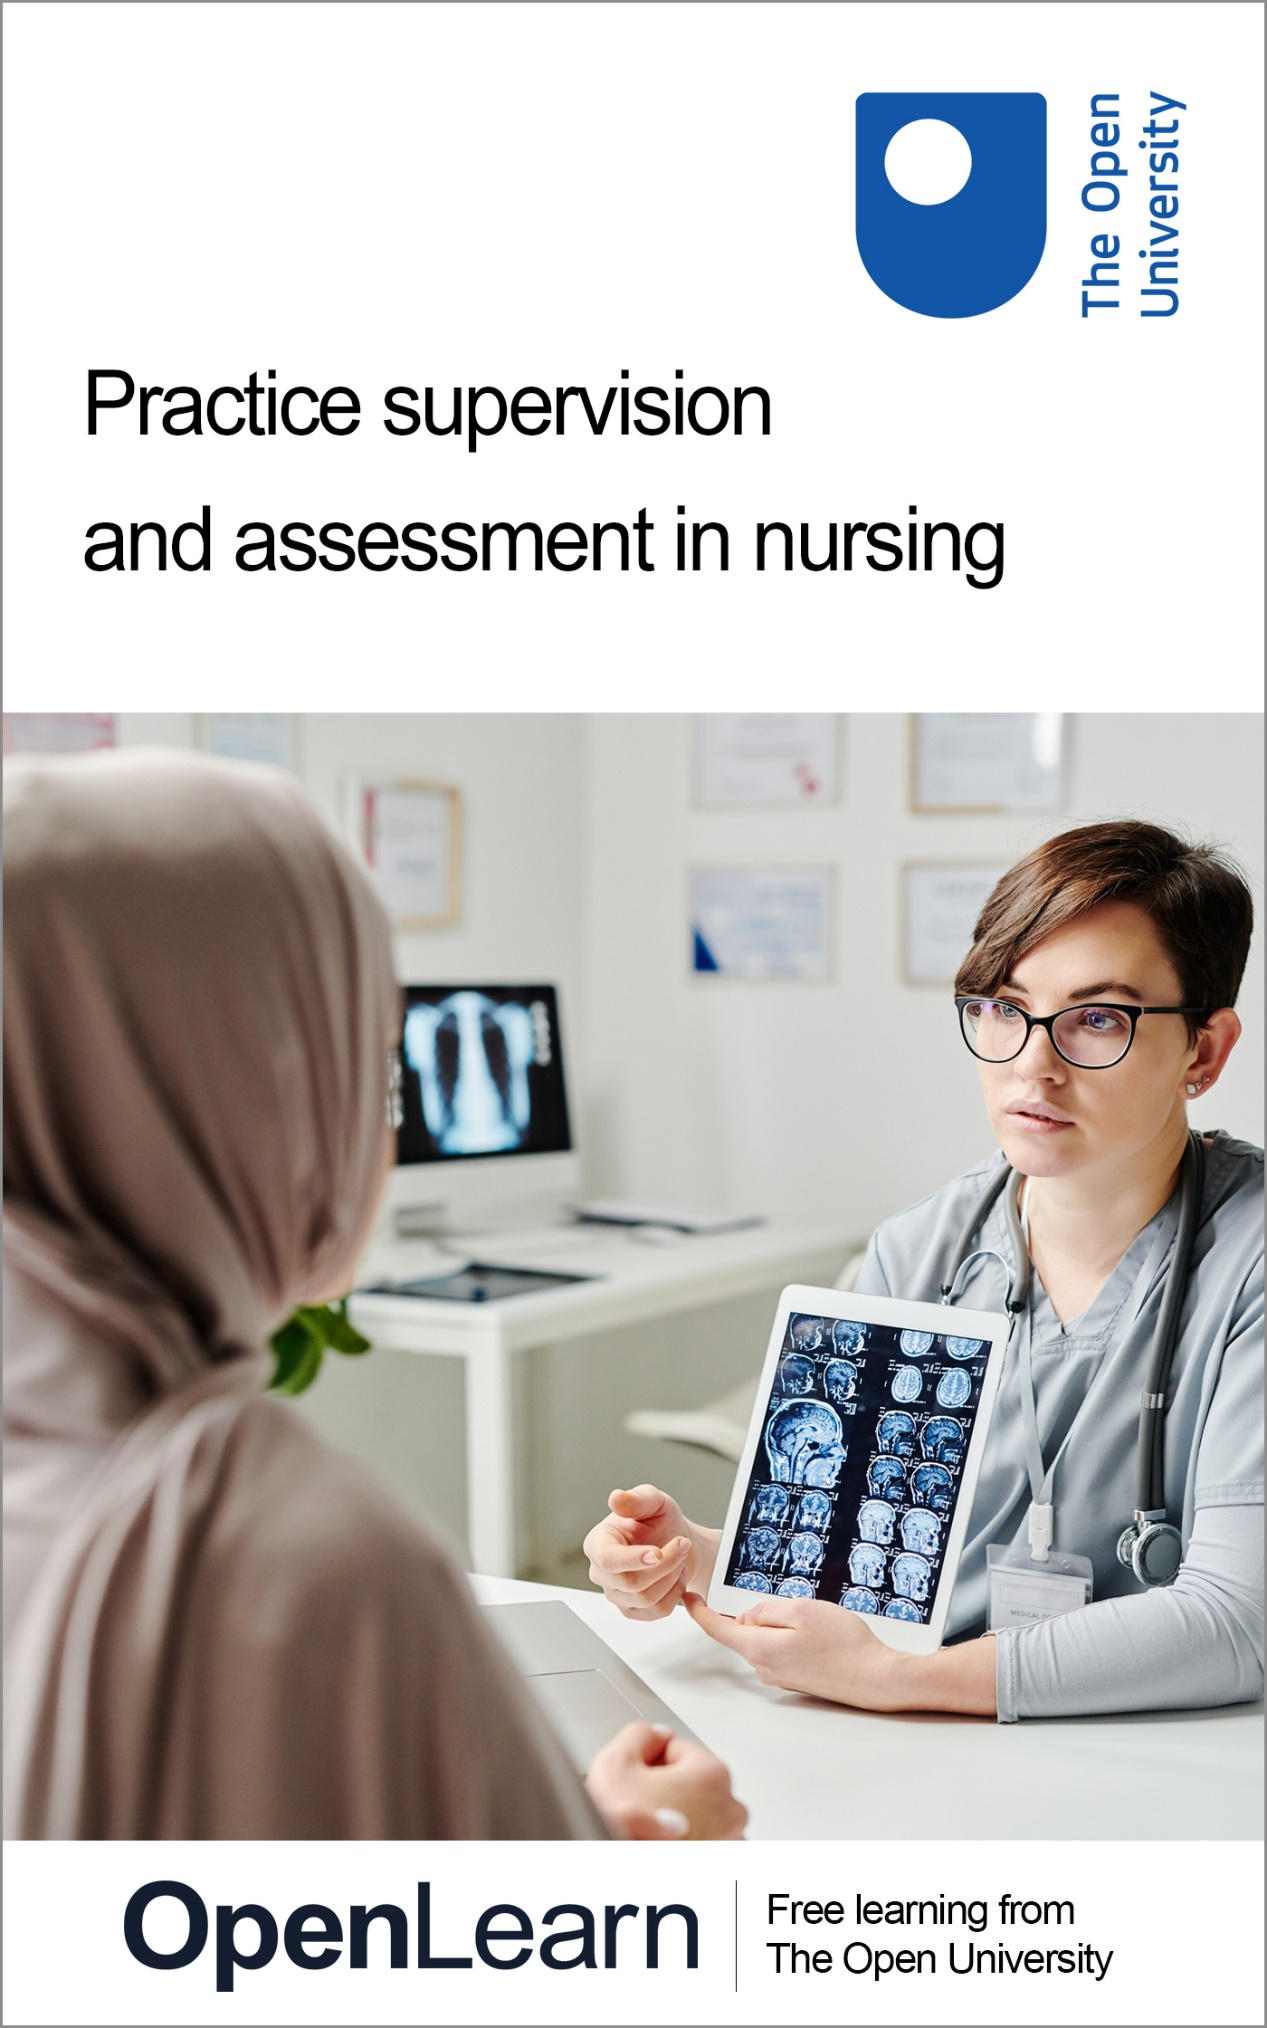 The Open
University
Practice supervision
and assessment in nursing
OpenLearn
Free learning from
The Open University